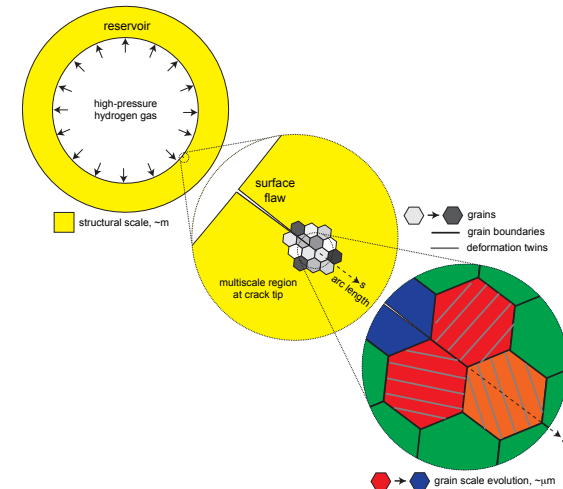 reservoir
high-pressure
hydrogen gas
structural scale, ~m
surface
flaw
multiscale region
at crack tip
s
arc length
grains
grain boundaries
deformation twins
grain scale evolution, ~μm